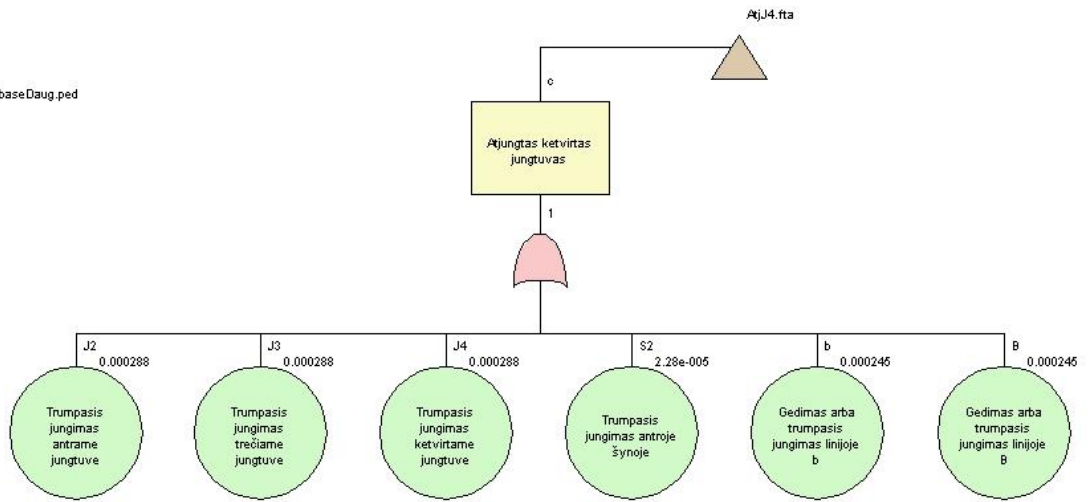 AtjJ4.fta
baseDaug.ped
c
Atjungtas ketvirtas
jungtuvas
1
J2
0.000288
J3
0.000288
J4
0.000288
S2
2.28e-005
b
0.000245
B
0.000245
Trumpasis
jungimas
antrame
jungtuve
Trumpasis
jungimas
trečiame
jungtuve
Trumpasis
jungimas
ketvirtame
jungtuve
Trumpasis
jungimas antroje
šynoje
Gedimas arba
trumpasis
jungimas linijoje
b
Gedimas arba
trumpasis
jungimas linijoje
B